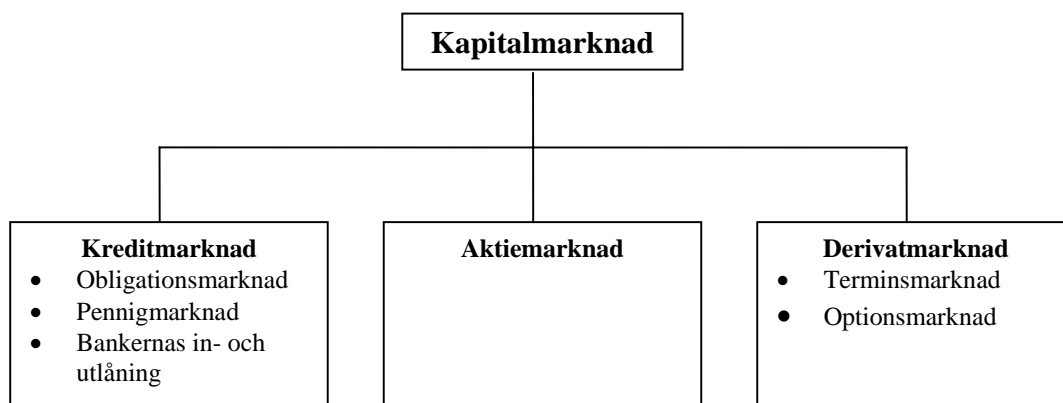 Kapitalmarknad
Kreditmarknad
• Obligationsmarknad
• Pennigmarknad
• Bankernas in- och
utlåning
Aktiemarknad
Derivatmarknad
• Terminsmarknad
• Optionsmarknad